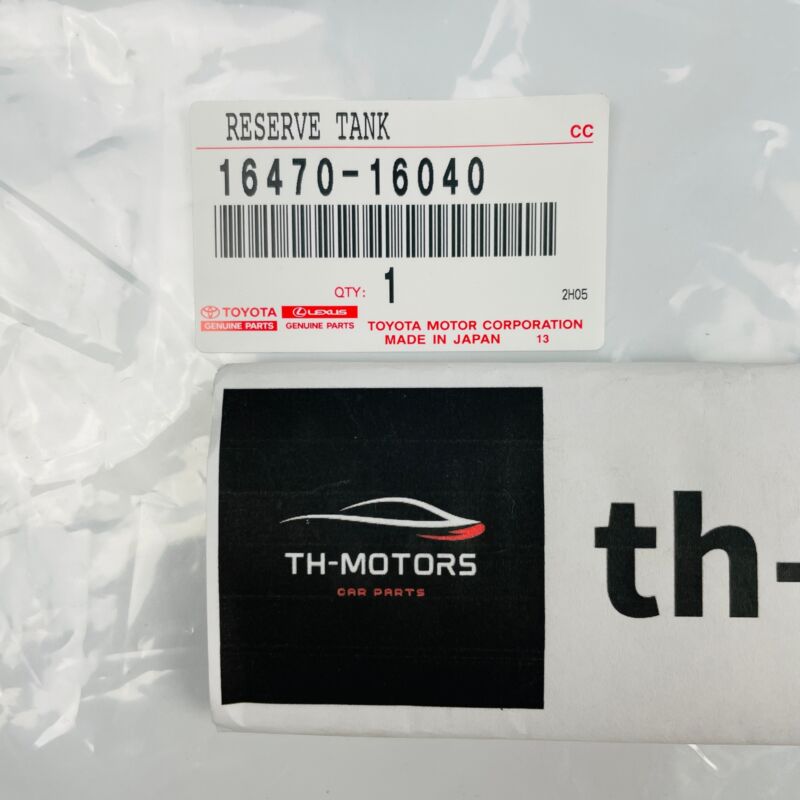 RESERVE TANK
CC
16470-16040
QTY: 1
2H05
TOYOTA
LEXUS
GENUINE PARTS
GENUINE PARTS
TOYOTA MOTOR CORPORATION
MADE IN JAPAN 13
TH-MOTORS
CAR PARTS
th-